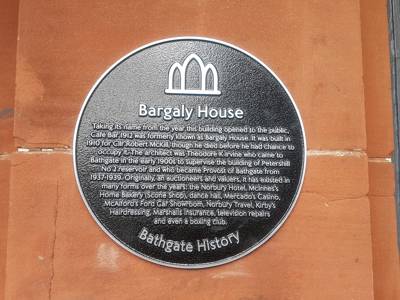 Bargaly House
Taking its name from the year this building opened to the public,
Cafe Bar 1912 was formerly known as Bargaly House. It was built in
1910 for Cllr Robert McKill, though he died before he had chance to
occupy it. The architect was Theodore K Irvine who came to
Bathgate in the early 1900s to supervise the building of Petershill
No 2 reservoir and who became Provost of Bathgate from
1937-1939. Originally, an auctioneers and valuers, it has existed in
many forms over the years: the Norbury Hotel, McInnes's
Home Bakery (Scone Shop), dance hall, Mercado's Casino,
McAlford's Ford Car Showroom, Norbury Travel, Kirby's
Hairdressing, Marshalls Insurance, television repairs
and even a boxing club.
Bathgate History